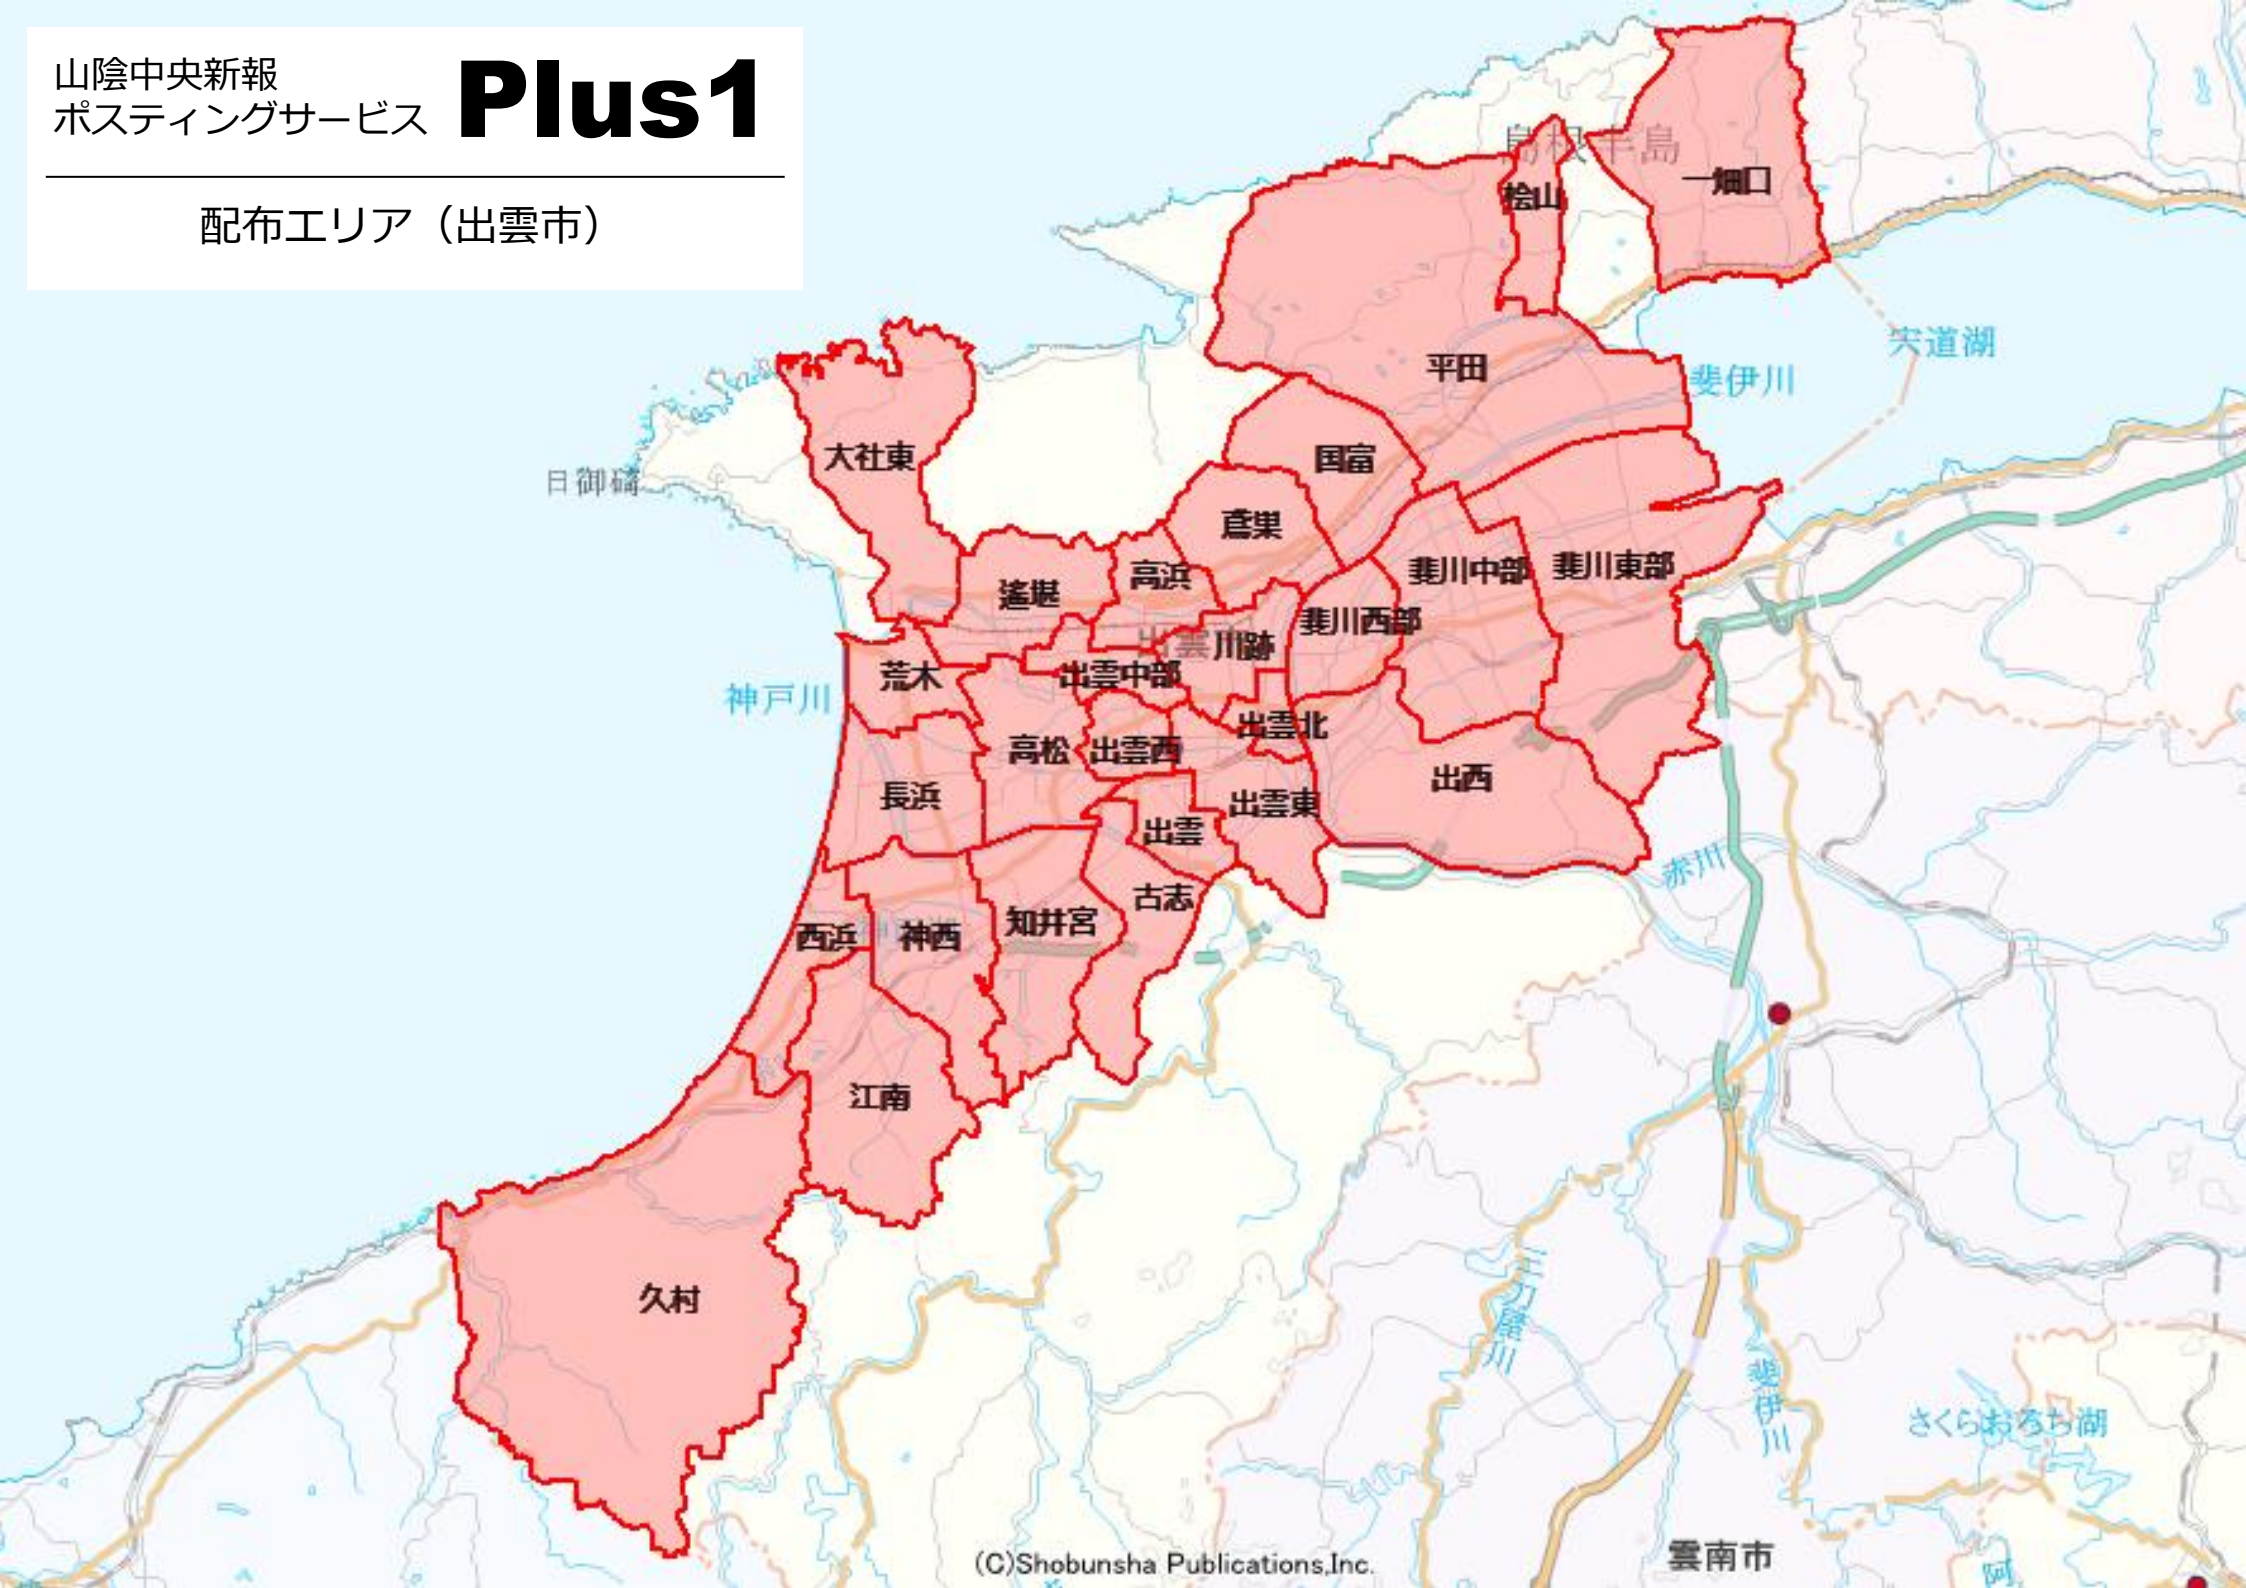 山陰中央新報
ポスティングサービス Plus1
配布エリア（出雲市）
島根半島
一畑口
桧山
宍道湖
斐伊川
平田
国富
大社東
日御碕
鳶巣
高浜
遙堪
斐川中部
斐川東部
斐川西部
川跡
荒木
出雲中部
神戸川
出雲北
高松
出雲西
出西
長浜
出雲東
出雲
赤川
古志
知井宮
西浜
神西
江南
久村
三刀屋川
斐伊川
さくらおろち湖
雲南市
阿
(C)Shobunsha Publications,Inc.